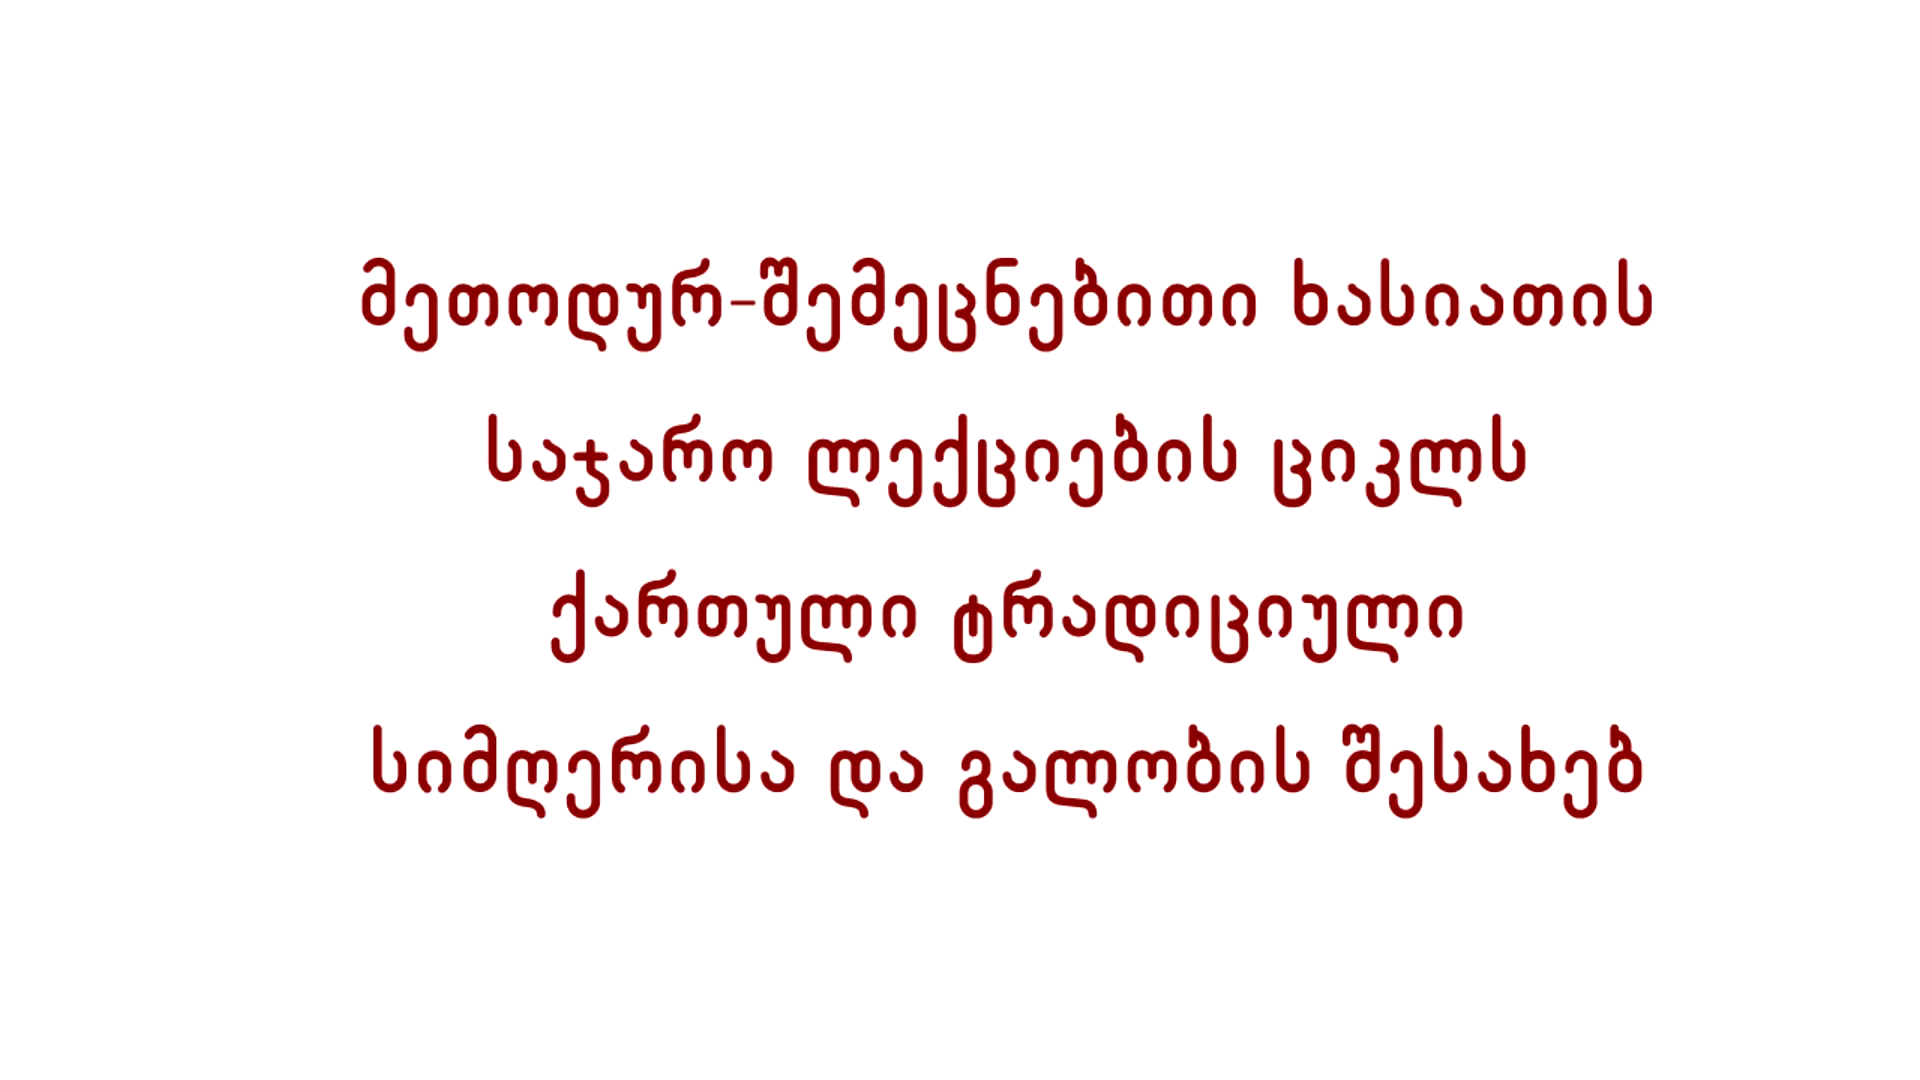 მეთოდურ-შემეცნებითი ხასიათის
საჯარო ლექციების ციკლს
ქართული ტრადიციული
სიმღერისა და გალობის შესახებ